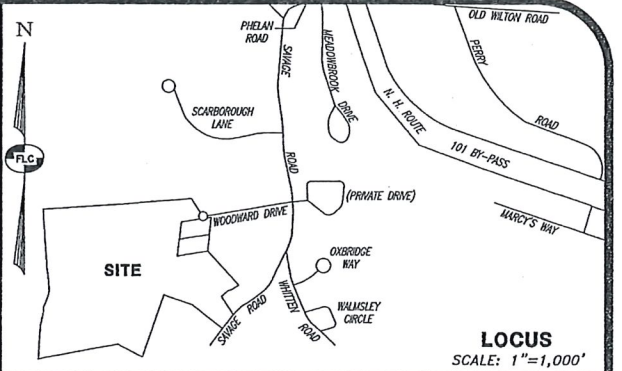 N
FLC
PHELAN
ROAD
SAVAGE
ROAD
MEADOWBROOK
DRIVE
OLD WILTON ROAD
PERRY
ROAD
SCARBOROUGH
LANE
N. H. ROUTE
101 BY-PASS
(PRIVATE DRIVE)
WOODWARD DRIVE
MARCY'S WAY
SITE
OXBRIDGE
WAY
SAVAGE ROAD
WHITTEN
ROAD
WALMSLEY
CIRCLE
LOCUS
SCALE: 1"=1,000'